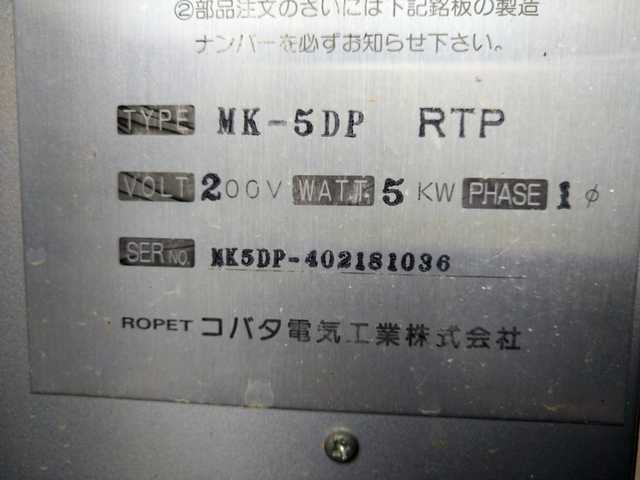 ②部品注文のさいには下記銘板の製造
ナンバーを必ずお知らせ下さい。
TYPE MK-5DP RTP
VOLT 200V WATT 5 KW PHASE 1 φ
SER NO. MK5DP-402181036
ROPET コバタ電気工業株式会社